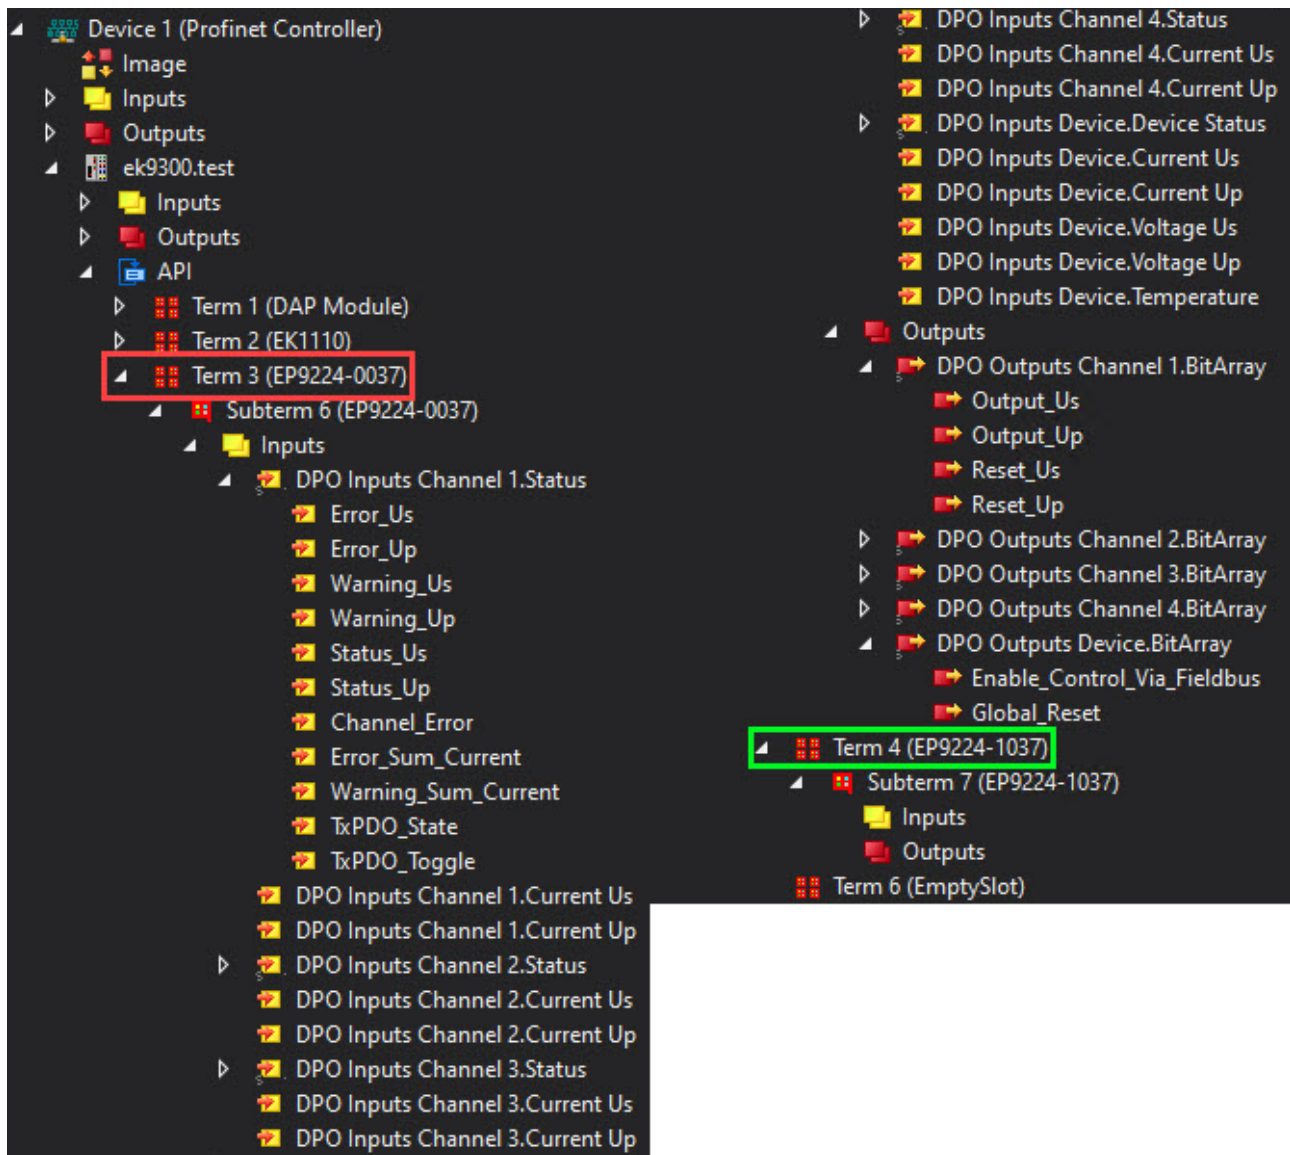 Device 1 (Profinet Controller)
Image
Inputs
Outputs
ek9300.test
Inputs
Outputs
API
Term 1 (DAP Module)
Term 2 (EK1110)
Term 3 (EP9224-0037)
Subterm 6 (EP9224-0037)
Inputs
DPO Inputs Channel 1.Status
Error_Us
Error_Up
Warning_Us
Warning_Up
Status_Us
Status_Up
Channel_Error
Error_Sum_Current
Warning_Sum_Current
TxPDO_State
TxPDO_Toggle
DPO Inputs Channel 1.Current Us
DPO Inputs Channel 1.Current Up
DPO Inputs Channel 2.Status
DPO Inputs Channel 2.Current Us
DPO Inputs Channel 2.Current Up
DPO Inputs Channel 3.Status
DPO Inputs Channel 3.Current Us
DPO Inputs Channel 3.Current Up
DPO Inputs Channel 4.Status
DPO Inputs Channel 4.Current Us
DPO Inputs Channel 4.Current Up
DPO Inputs Device.Device Status
DPO Inputs Device.Current Us
DPO Inputs Device.Current Up
DPO Inputs Device.Voltage Us
DPO Inputs Device.Voltage Up
DPO Inputs Device.Temperature
Outputs
DPO Outputs Channel 1.BitArray
Output_Us
Output_Up
Reset_Us
Reset_Up
DPO Outputs Channel 2.BitArray
DPO Outputs Channel 3.BitArray
DPO Outputs Channel 4.BitArray
DPO Outputs Device.BitArray
Enable_Control_Via_Fieldbus
Global_Reset
Term 4 (EP9224-1037)
Subterm 7 (EP9224-1037)
Inputs
Outputs
Term 6 (EmptySlot)